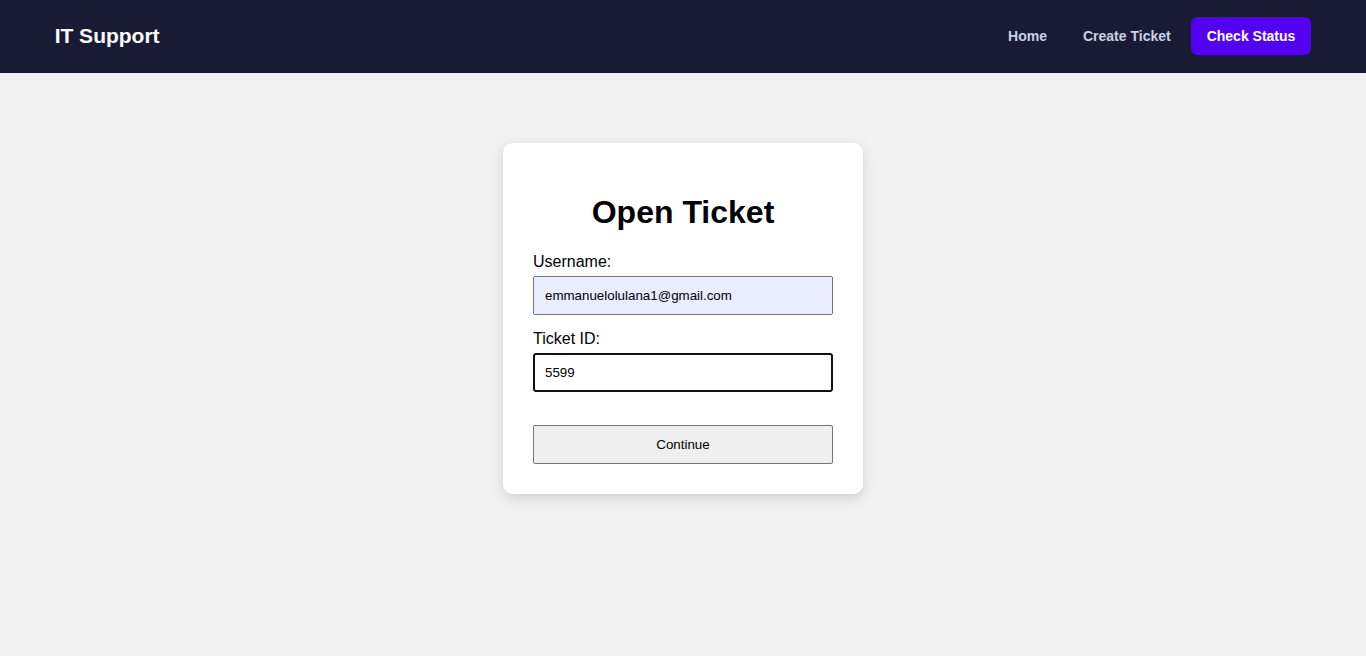 IT Support
Home
Create Ticket
Check Status
Open Ticket
Username:
emmanuelolulana1@gmail.com
Ticket ID:
5599
Continue